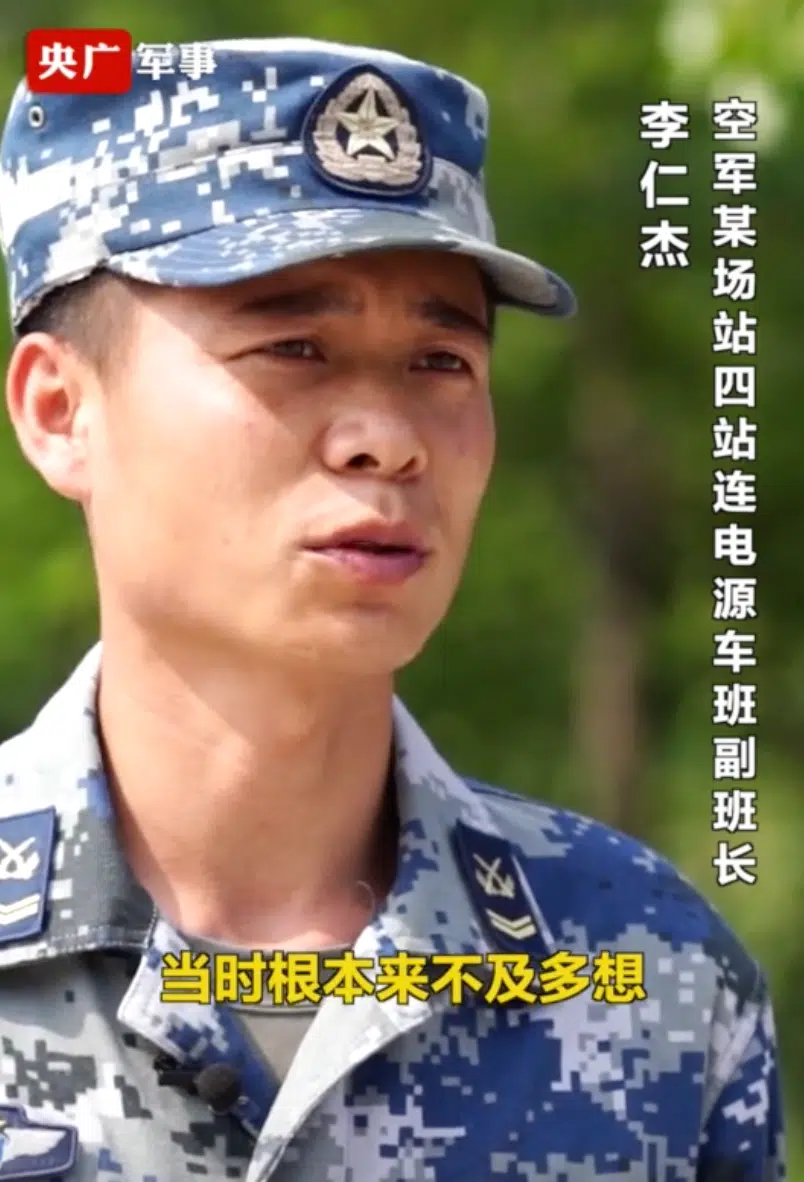 央广军事
空军某场站四站连电源车班副班长
李仁杰
当时根本来不及多想